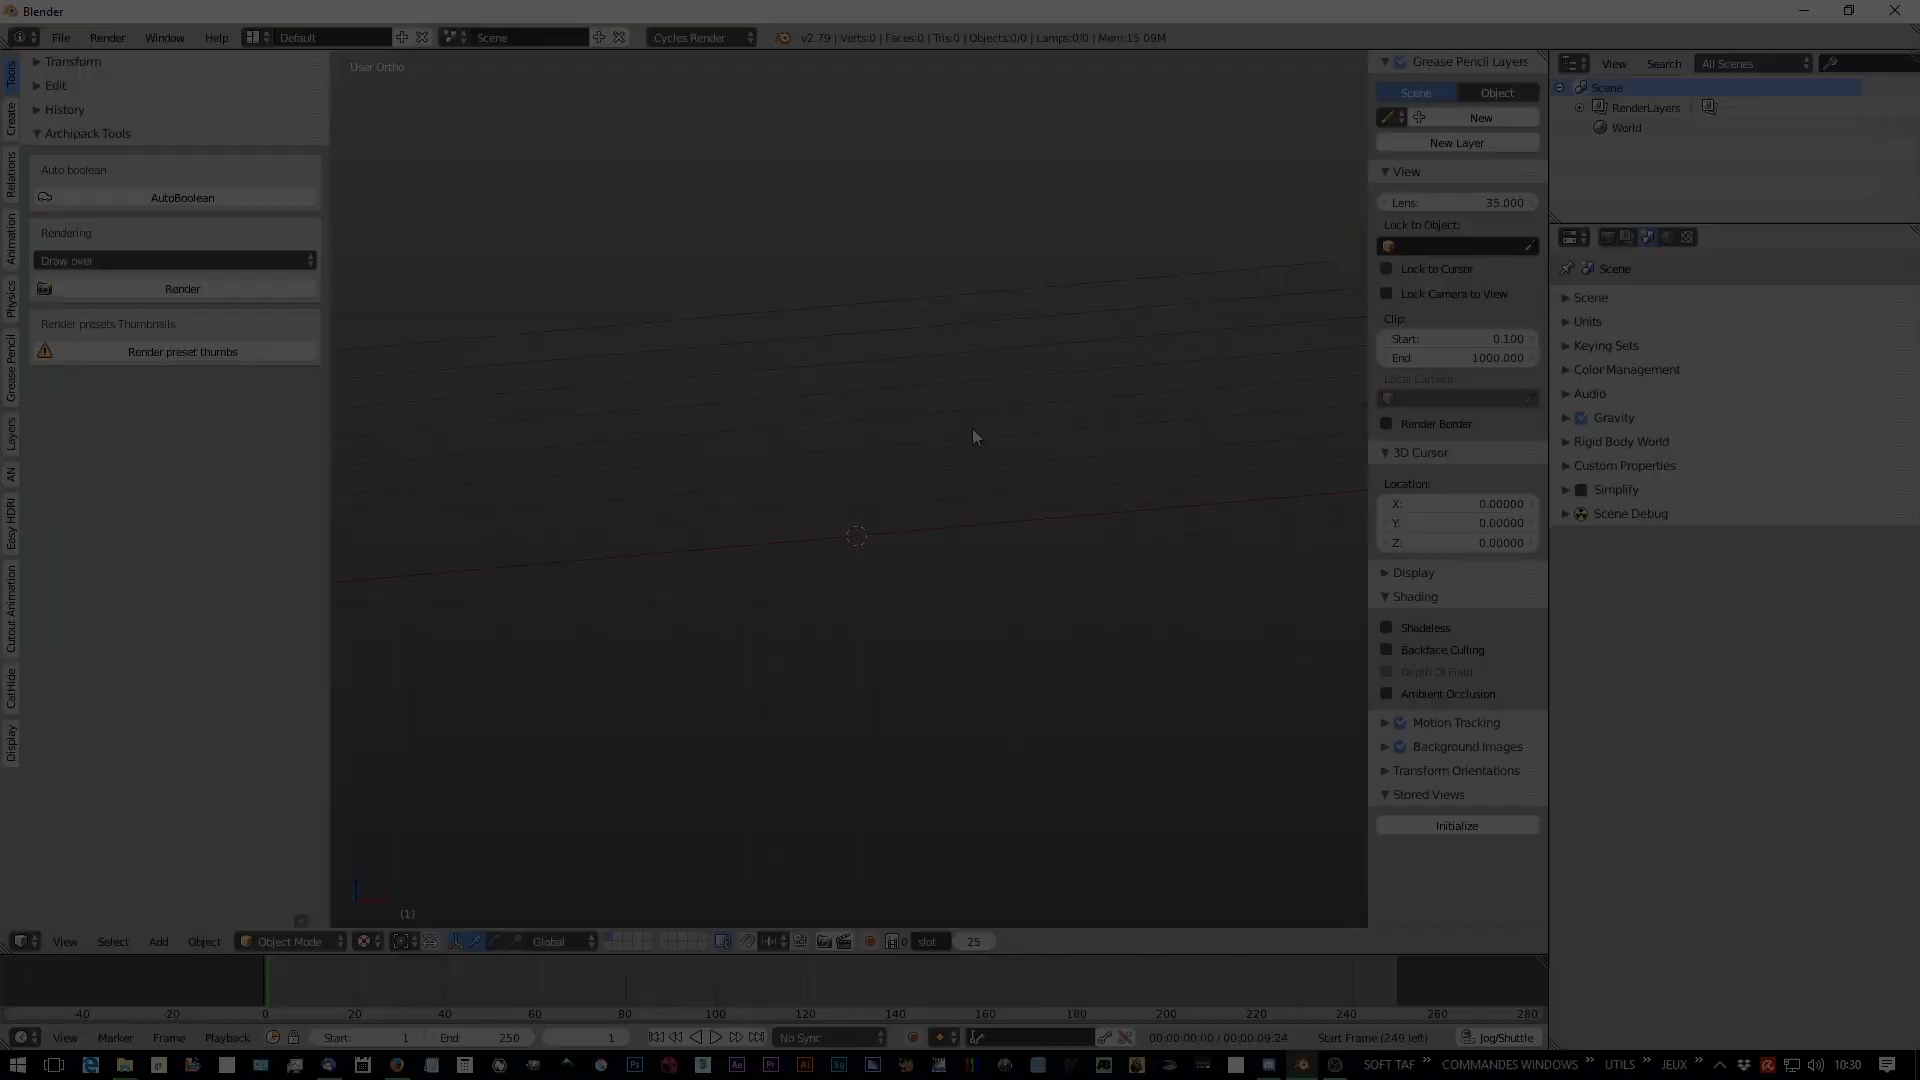 Blender
File Render Window Help Default Scene Cycles Render v2.79 | Verts:0 | Faces:0 | Tris:0 | Objects:0/0 | Lamps:0/0 | Mem:15.09M
Tools
Create
Relations
Animation
Physics
Grease Pencil
Layers
AN
Easy HDRI
Cutout Animation
CatHide
Display
Transform
Edit
History
Archipack Tools
Auto boolean
AutoBoolean
Rendering
Draw over
Render
Render presets Thumbnails
Render preset thumbs
User Ortho
(1)
Grease Pencil Layers
Scene Object
New
New Layer
View
Lens: 35.000
Lock to Object:
Lock to Cursor
Lock Camera to View
Clip:
Start: 0.100
End: 1000.000
Local Camera:
Render Border
3D Cursor
Location:
X: 0.00000
Y: 0.00000
Z: 0.00000
Display
Shading
Shadeless
Backface Culling
Depth Of Field
Ambient Occlusion
Motion Tracking
Background Images
Transform Orientations
Stored Views
Initialize
View Search All Scenes
Scene
RenderLayers
World
Scene
Scene
Units
Keying Sets
Color Management
Audio
Gravity
Rigid Body World
Custom Properties
Simplify
Scene Debug
View Select Add Object Object Mode Global 0 slot 25
-40 -20 0 20 40 60 80 100 120 140 160 180 200 220 240 260 280
View Marker Frame Playback Start: 1 End: 250 1 No Sync 00:00:00:00 / 00:00:09:24 Start Frame (249 left) Jog/Shuttle
SOFT TAF COMMANDES WINDOWS UTILS JEUX 10:30